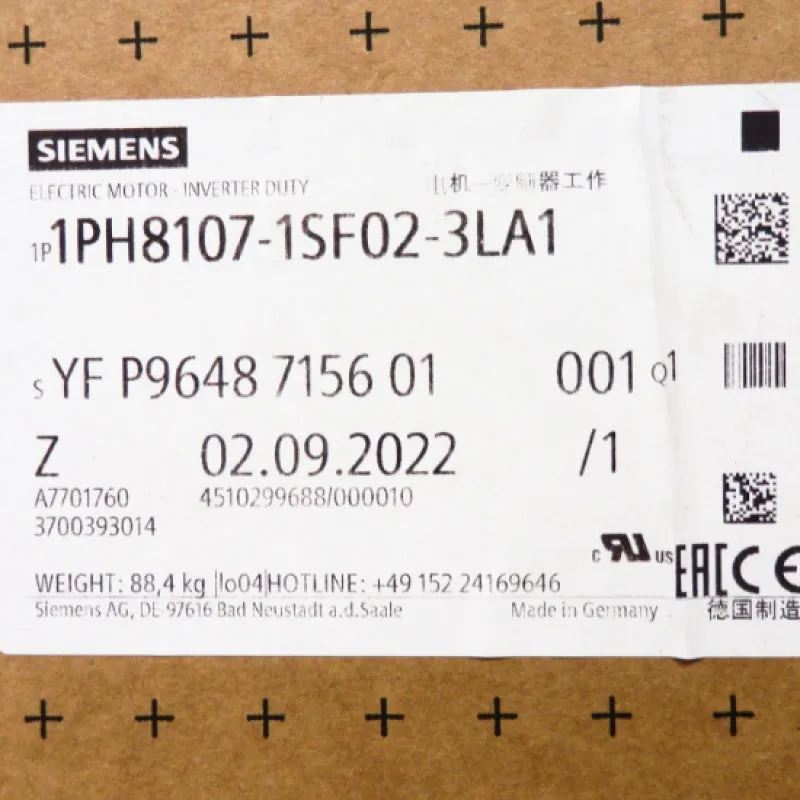 SIEMENS
ELECTRIC MOTOR - INVERTER DUTY 电机—变频器工作
1P 1PH8107-1SF02-3LA1
S YF P9648 7156 01 001 Q1
Z 02.09.2022 /1
A7701760 4510299688/000010
3700393014
c RU US EAC CE
WEIGHT: 88,4 kg |lo04|HOTLINE: +49 152 24169646
Siemens AG, DE 97616 Bad Neustadt a.d.Saale Made in Germany 德国制造